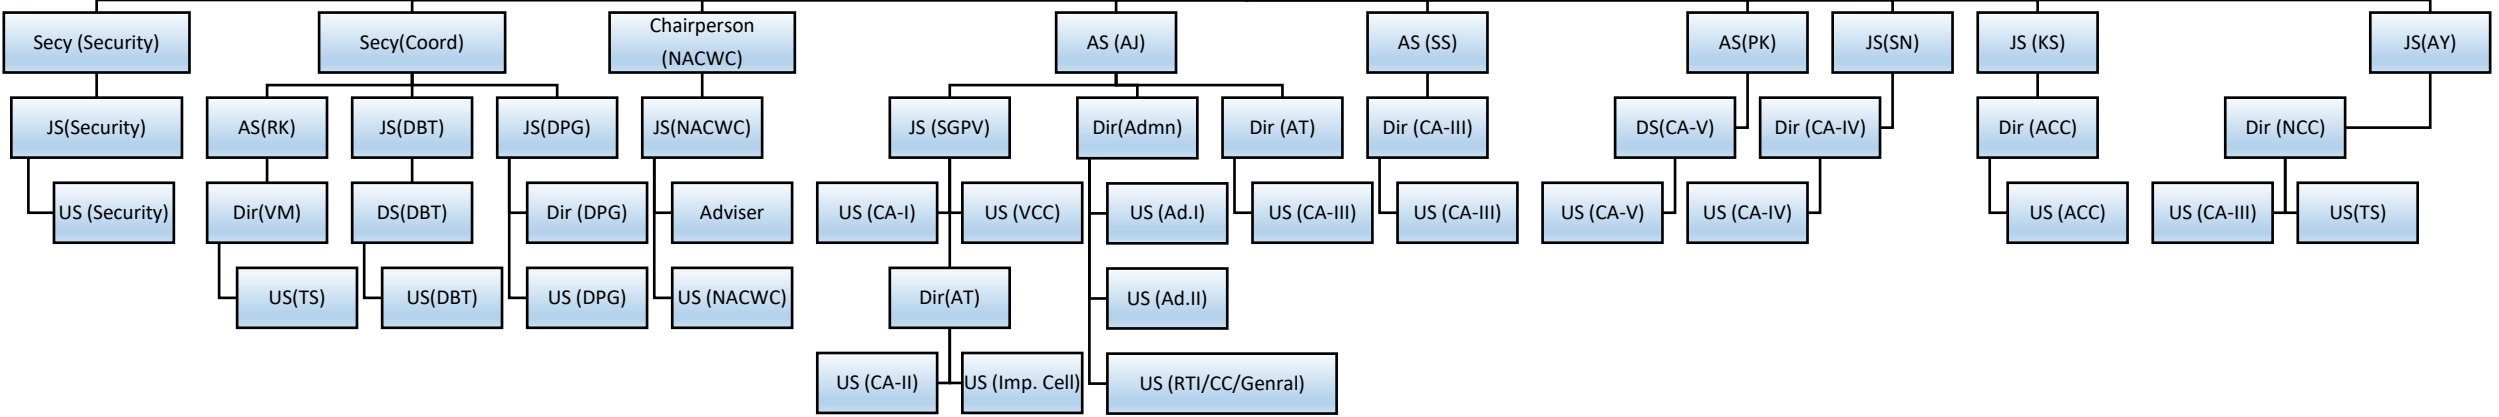 Secy (Security)
Secy(Coord)
Chairperson
(NACWC)
AS (AJ)
AS (SS)
AS(PK)
JS(SN)
JS (KS)
JS(AY)
JS(Security)
AS(RK)
JS(DBT)
JS(DPG)
JS(NACWC)
JS (SGPV)
Dir(Admn)
Dir (AT)
Dir (CA-III)
DS(CA-V)
Dir (CA-IV)
Dir (ACC)
Dir (NCC)
US (Security)
Dir(VM)
DS(DBT)
Dir (DPG)
Adviser
US (CA-I)
US (VCC)
US (Ad.I)
US (CA-III)
US (CA-III)
US (CA-V)
US (CA-IV)
US (ACC)
US (CA-III)
US(TS)
US(TS)
US(DBT)
US (DPG)
US (NACWC)
Dir(AT)
US (Ad.II)
US (CA-II)
US (Imp. Cell)
US (RTI/CC/Genral)